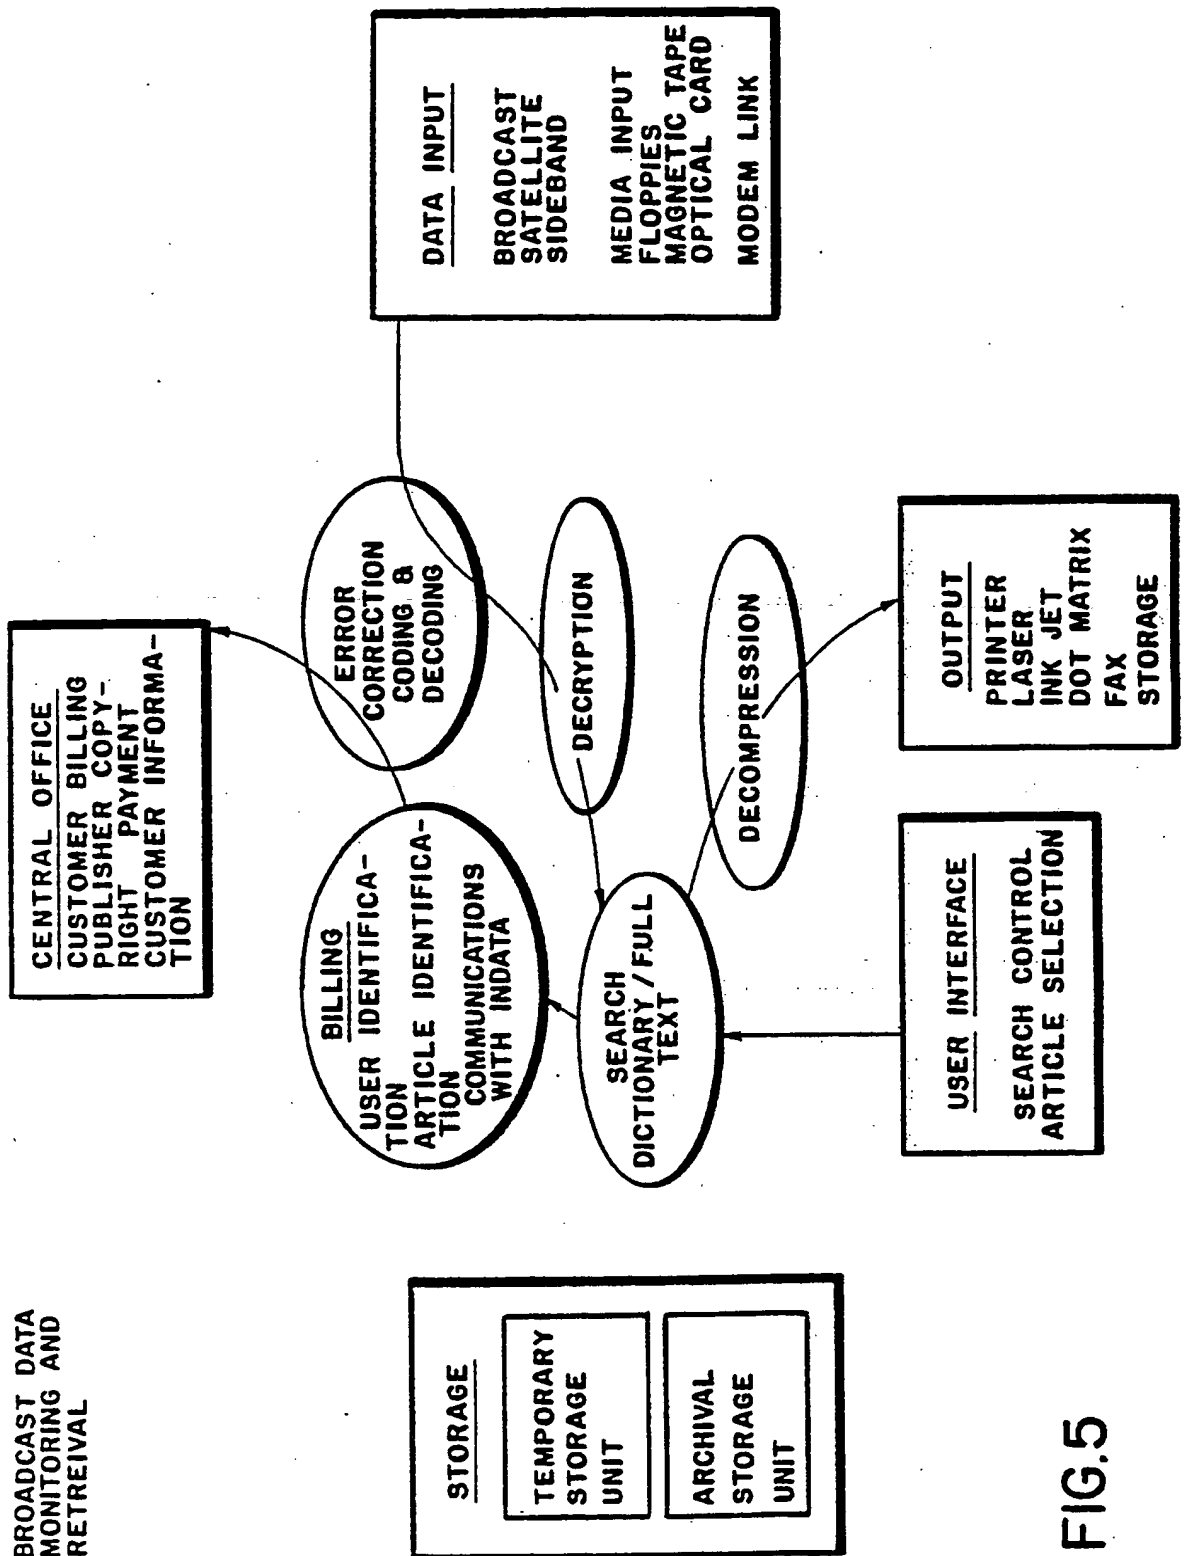 BROADCAST DATA
MONITORING AND
RETREIVAL
CENTRAL OFFICE
CUSTOMER BILLING
PUBLISHER COPY-
RIGHT PAYMENT
CUSTOMER INFORMA-
TION
STORAGE
TEMPORARY
STORAGE
UNIT
ARCHIVAL
STORAGE
UNIT
BILLING
USER IDENTIFICA-
TION
ARTICLE IDENTIFICA-
TION
COMMUNICATIONS
WITH INDATA
ERROR
CORRECTION
CODING &
DECODING
DATA INPUT
BROADCAST
SATELLITE
SIDEBAND
MEDIA INPUT
FLOPPIES
MAGNETIC TAPE
OPTICAL CARD
MODEM LINK
SEARCH
DICTIONARY/FULL
TEXT
DECRYPTION
DECOMPRESSION
USER INTERFACE
SEARCH CONTROL
ARTICLE SELECTION
OUTPUT
PRINTER
LASER
INK JET
DOT MATRIX
FAX
STORAGE
FIG.5